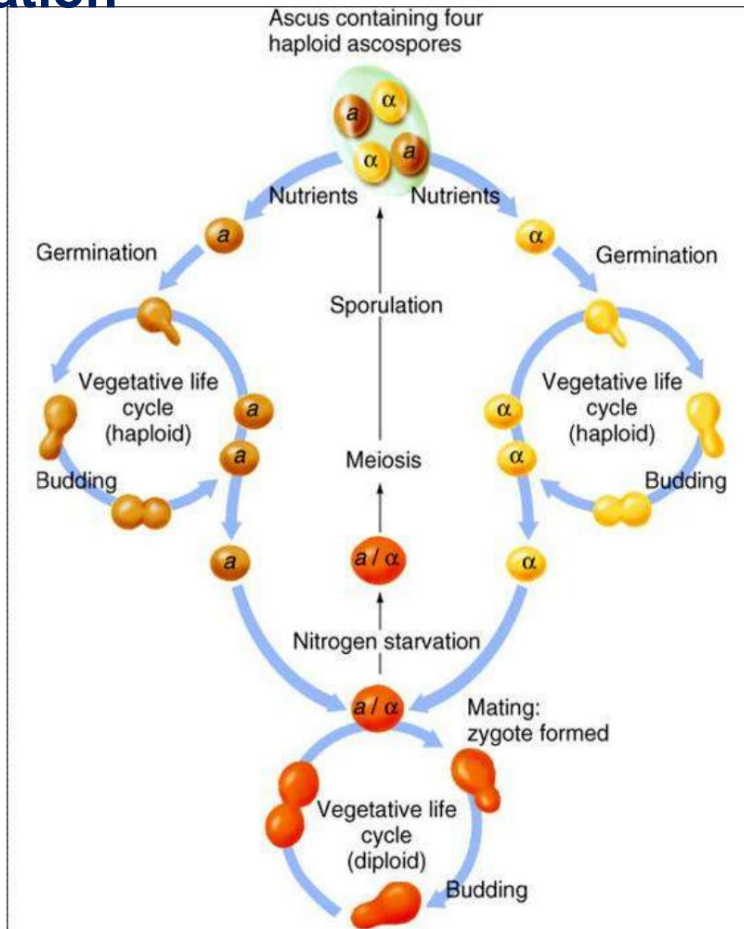 Ascus containing four
haploid ascospores
a
α
α
a
Nutrients
Nutrients
a
α
Germination
Germination
Sporulation
Vegetative life
cycle
(haploid)
Vegetative life
cycle
(haploid)
a
α
a
α
Meiosis
Budding
Budding
a
a / α
α
Nitrogen starvation
a / α
Mating:
zygote formed
Vegetative life
cycle
(diploid)
Budding